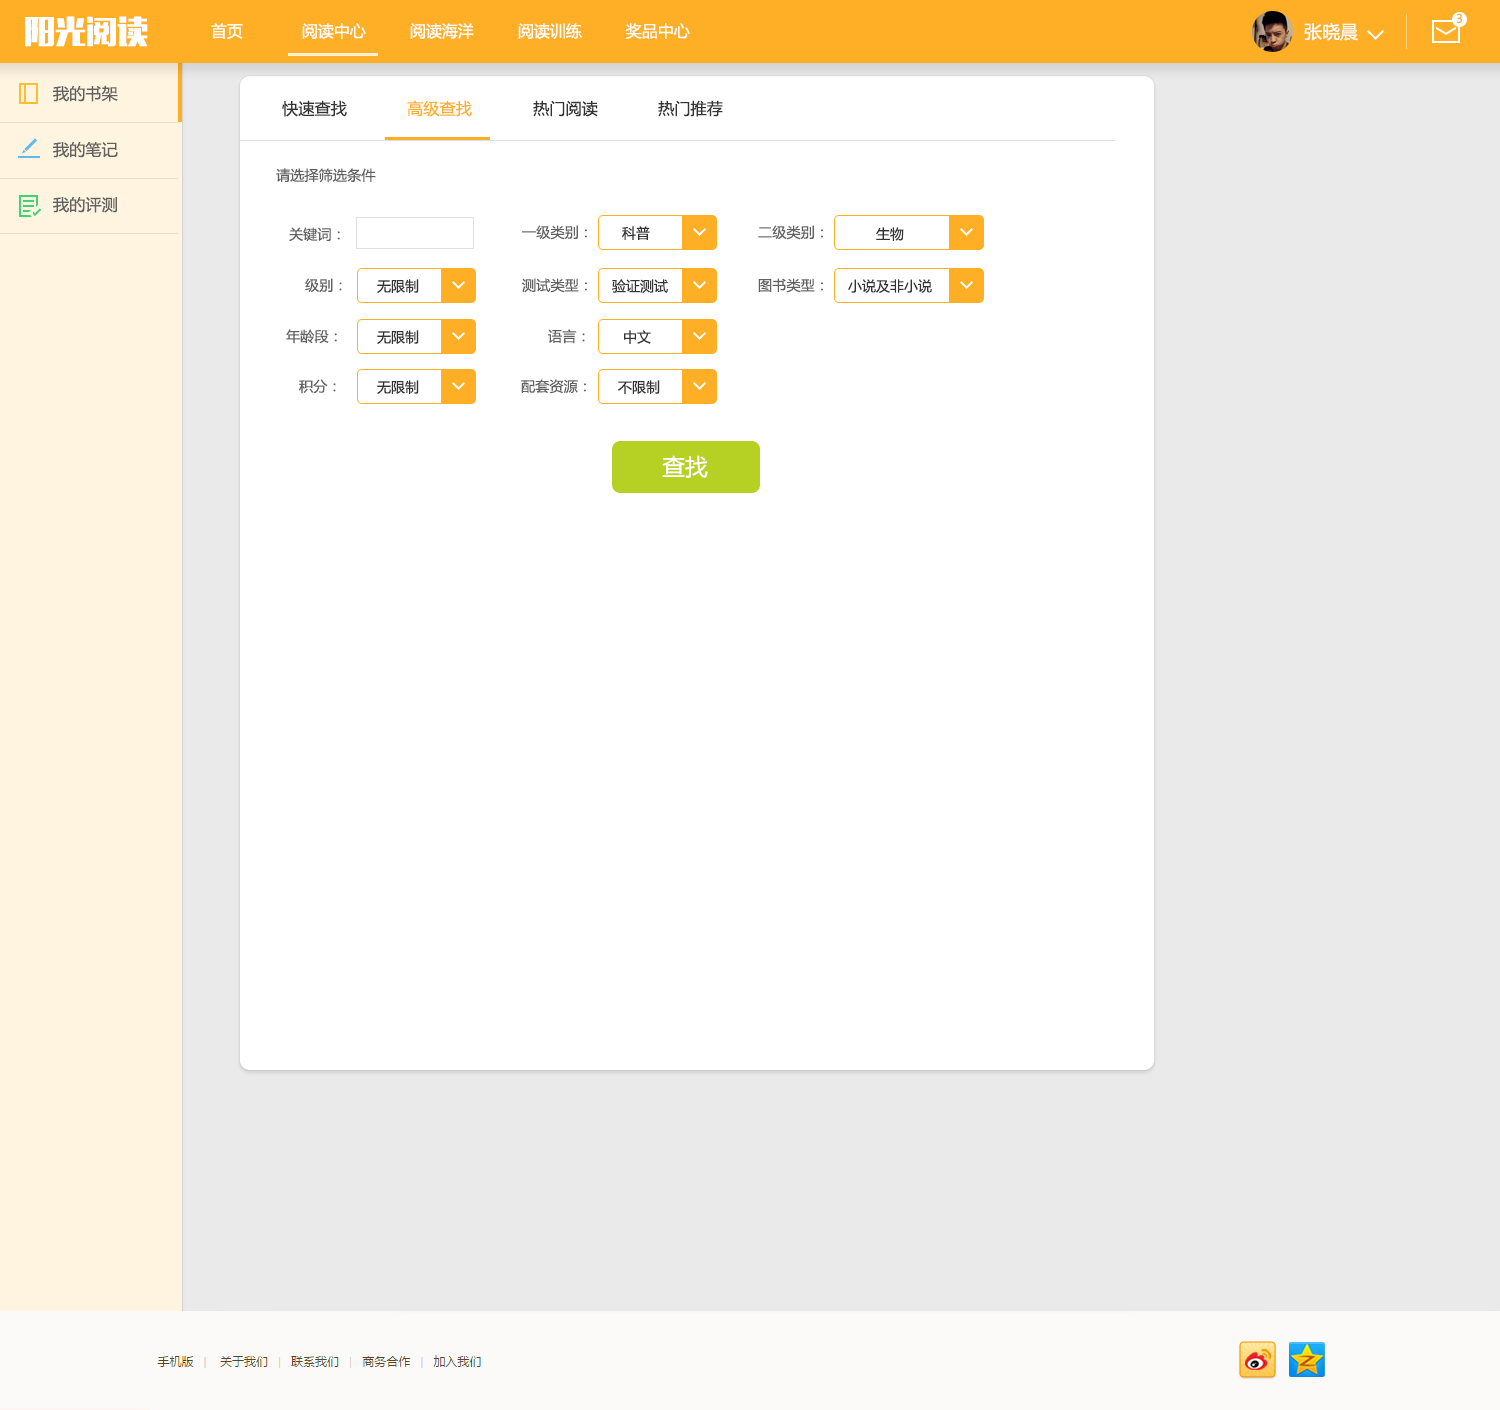 阳光阅读 首页 阅读中心 阅读海洋 阅读训练 奖品中心 张晓晨 3
我的书架
我的笔记
我的评测
快速查找 高级查找 热门阅读 热门推荐
请选择筛选条件
关键词： 一级类别： 科普 二级类别： 生物
级别： 无限制 测试类型： 验证测试 图书类型： 小说及非小说
年龄段： 无限制 语言： 中文
积分： 无限制 配套资源： 不限制
查找
手机版 | 关于我们 | 联系我们 | 商务合作 | 加入我们